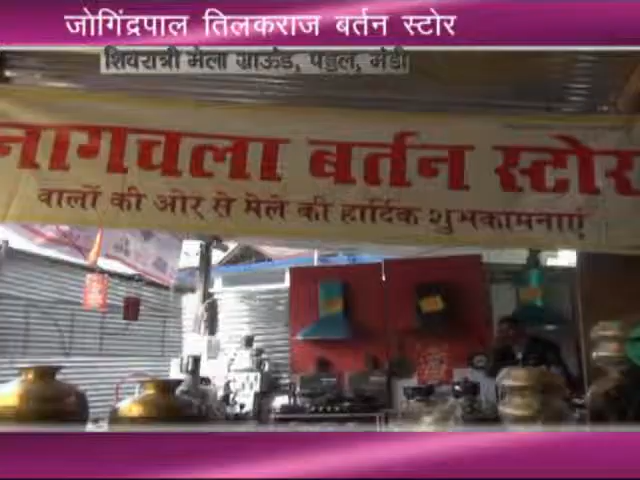 जोगिंद्रपाल तिलकराज बर्तन स्टोर
शिवरात्री मेला ग्राऊंड, पड्डल, मंडी
नागचला बर्तन स्टोर
वालों की ओर से मेले की हार्दिक शुभकामनाएं